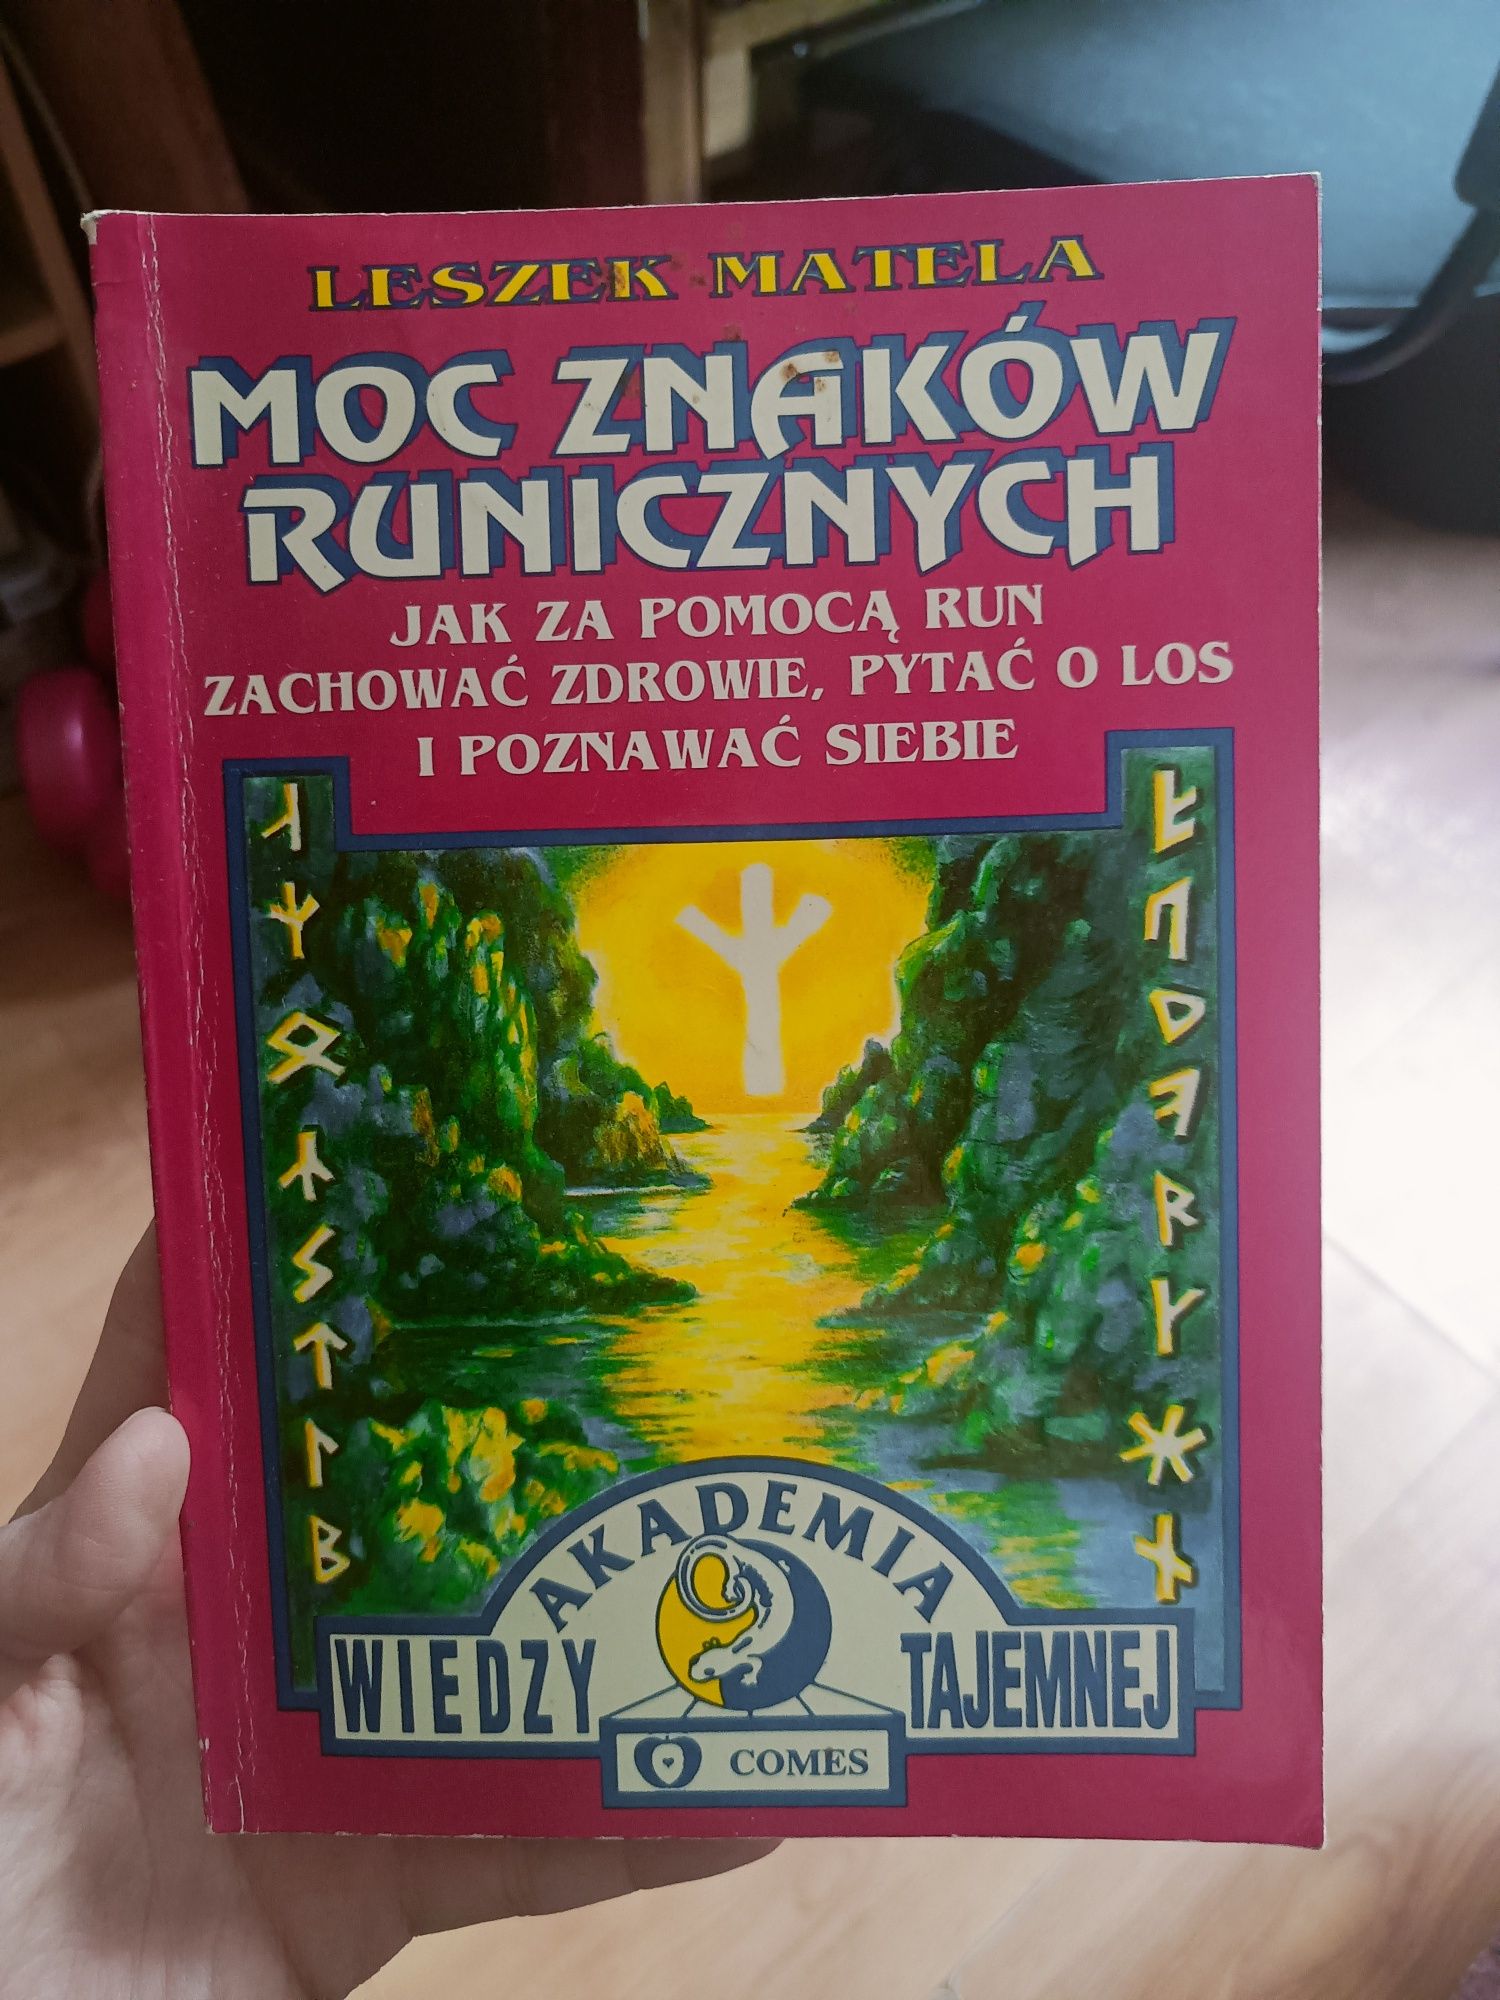 LESZEK MATELA
MOC ZNAKÓW
RUNICZNYCH
JAK ZA POMOCĄ RUN
ZACHOWAĆ ZDROWIE, PYTAĆ O LOS
I POZNAWAĆ SIEBIE
AKADEMIA
WIEDZY TAJEMNEJ
COMES